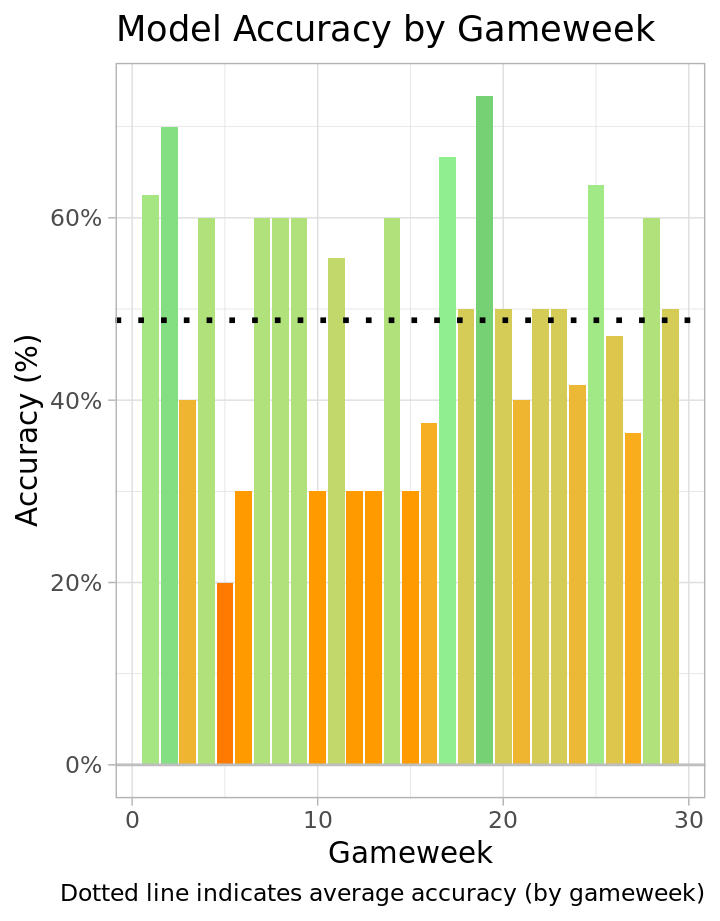 Model Accuracy by Gameweek
Accuracy (%)
60%
40%
20%
0%
0 10 20 30
Gameweek
Dotted line indicates average accuracy (by gameweek)